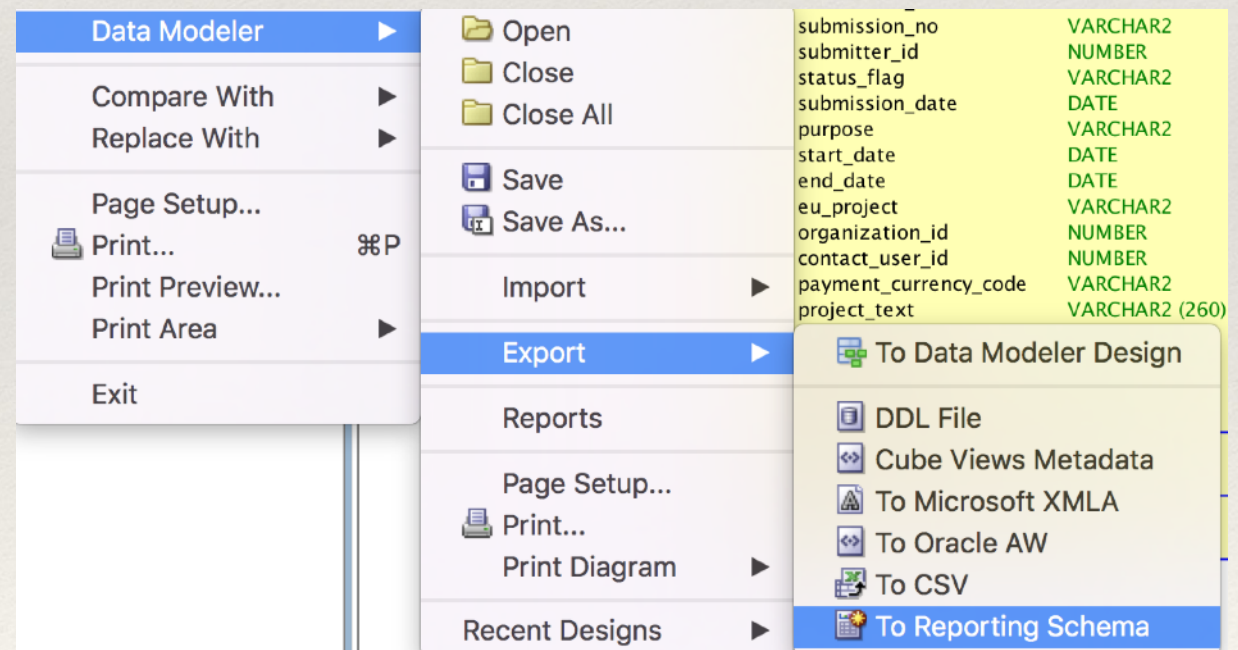 Data Modeler
Compare With
Replace With
Page Setup...
Print... ⌘P
Print Preview...
Print Area
Exit
Open
Close
Close All
Save
Save As...
Import
Export
Reports
Page Setup...
Print...
Print Diagram
Recent Designs
submission_no VARCHAR2
submitter_id NUMBER
status_flag VARCHAR2
submission_date DATE
purpose VARCHAR2
start_date DATE
end_date DATE
eu_project VARCHAR2
organization_id NUMBER
contact_user_id NUMBER
payment_currency_code VARCHAR2
project_text VARCHAR2 (260)
To Data Modeler Design
DDL File
Cube Views Metadata
To Microsoft XMLA
To Oracle AW
To CSV
To Reporting Schema